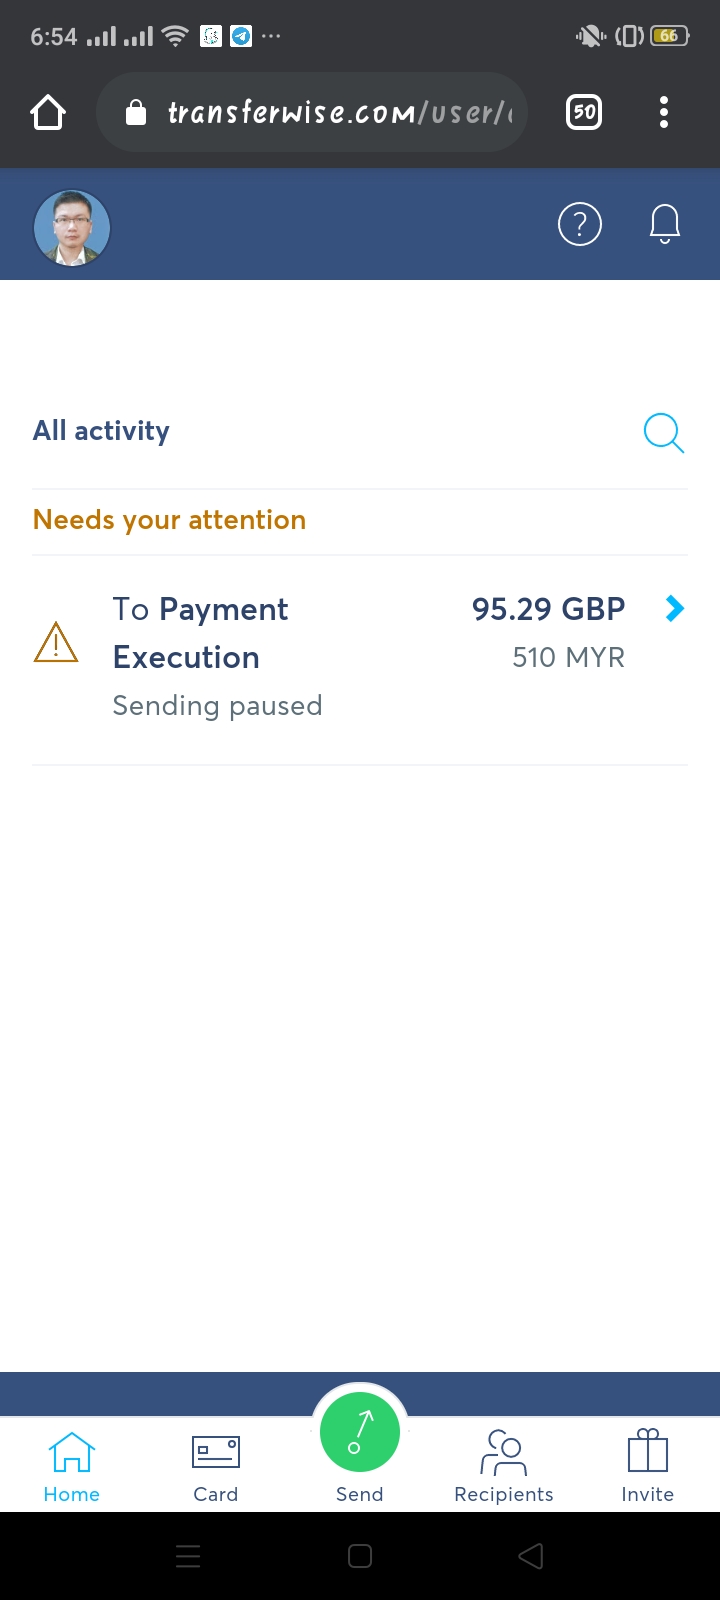 6:54 66
transferwise.com/user/ 50
?
All activity
Needs your attention
To Payment 95.29 GBP
Execution 510 MYR
Sending paused
Home Card Send Recipients Invite